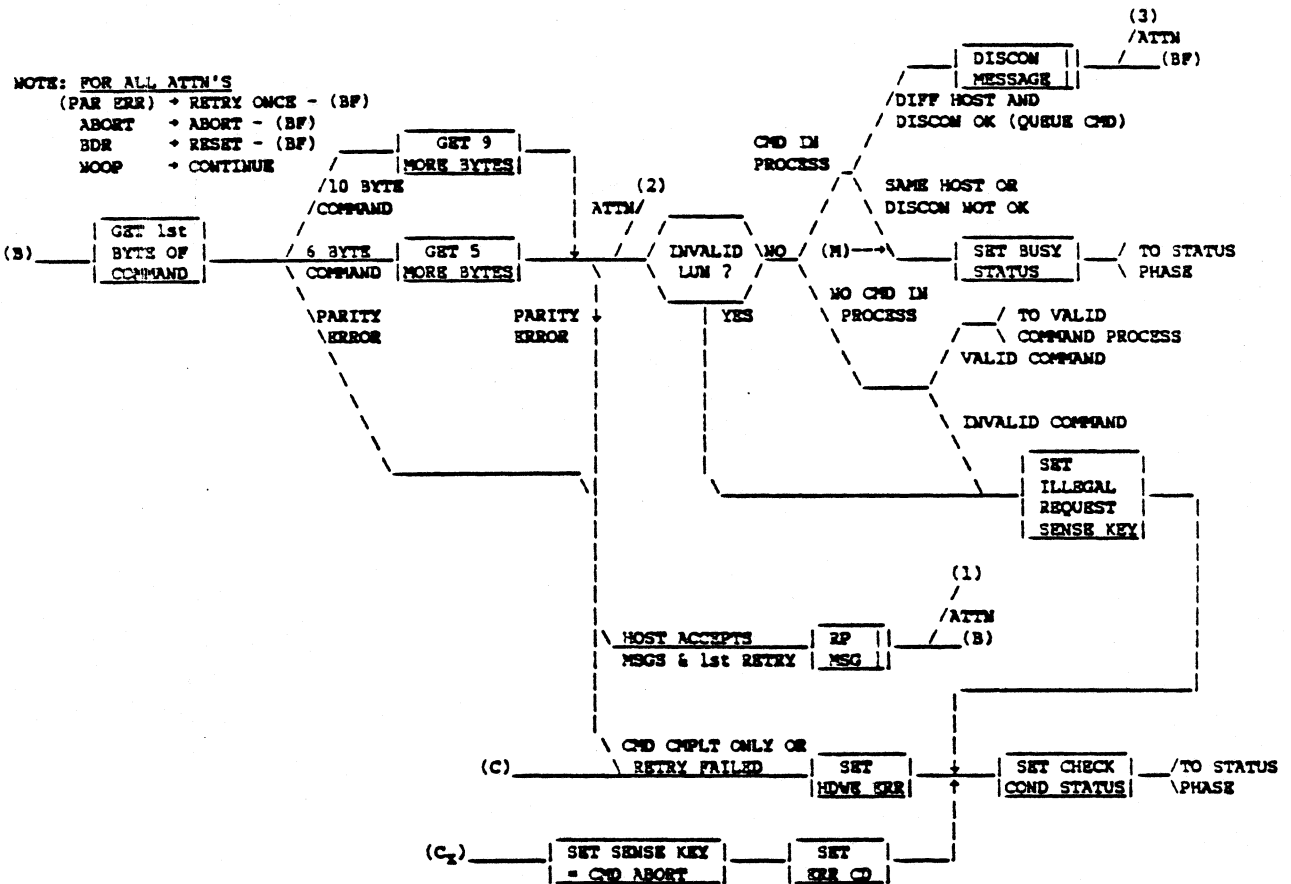 (3)
/ATTN
(BF)
DISCON
MESSAGE
NOTE: FOR ALL ATTN'S
(PAR ERR) → RETRY ONCE - (BF)
ABORT → ABORT - (BF)
BDR → RESET - (BF)
NOOP → CONTINUE
/DIFF HOST AND
DISCON OK (QUEUE CMD)
GET 9
MORE BYTES
CMD IN
PROCESS
/10 BYTE
/COMMAND
(2)
ATTN/
SAME HOST OR
DISCON NOT OK
(B)
GET 1st
BYTE OF
COMMAND
6 BYTE
COMMAND
GET 5
MORE BYTES
INVALID
LUN ?
NO
(M)
SET BUSY
STATUS
/ TO STATUS
\ PHASE
YES
NO CMD IN
PROCESS
\PARITY
\ERROR
PARITY
ERROR
/ TO VALID
\ COMMAND PROCESS
VALID COMMAND
INVALID COMMAND
SET
ILLEGAL
REQUEST
SENSE KEY
(1)
/ATTN
(B)
HOST ACCEPTS
MSGS & 1st RETRY
RP
MSG
CMD CMPLT ONLY OR
RETRY FAILED
(C)
SET
HDWE ERR
SET CHECK
COND STATUS
/TO STATUS
\PHASE
(Cx)
SET SENSE KEY
= CMD ABORT
SET
ERR CD